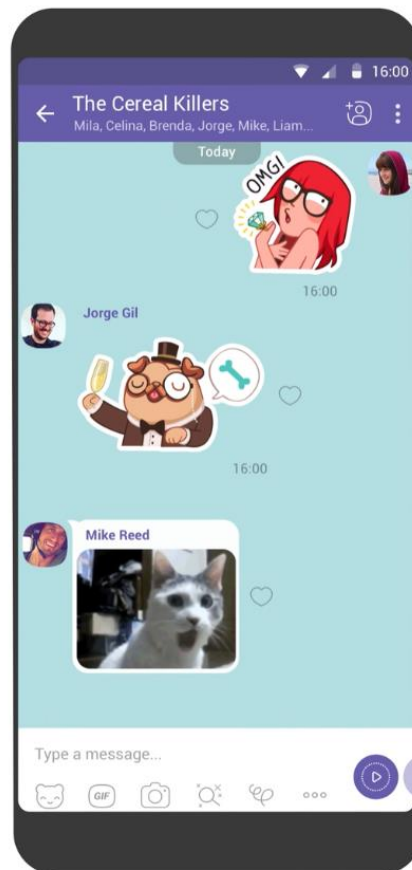 16:00
The Cereal Killers
Mila, Celina, Brenda, Jorge, Mike, Liam...
Today
OMG!
16:00
Jorge Gil
16:00
Mike Reed
Type a message...
GIF